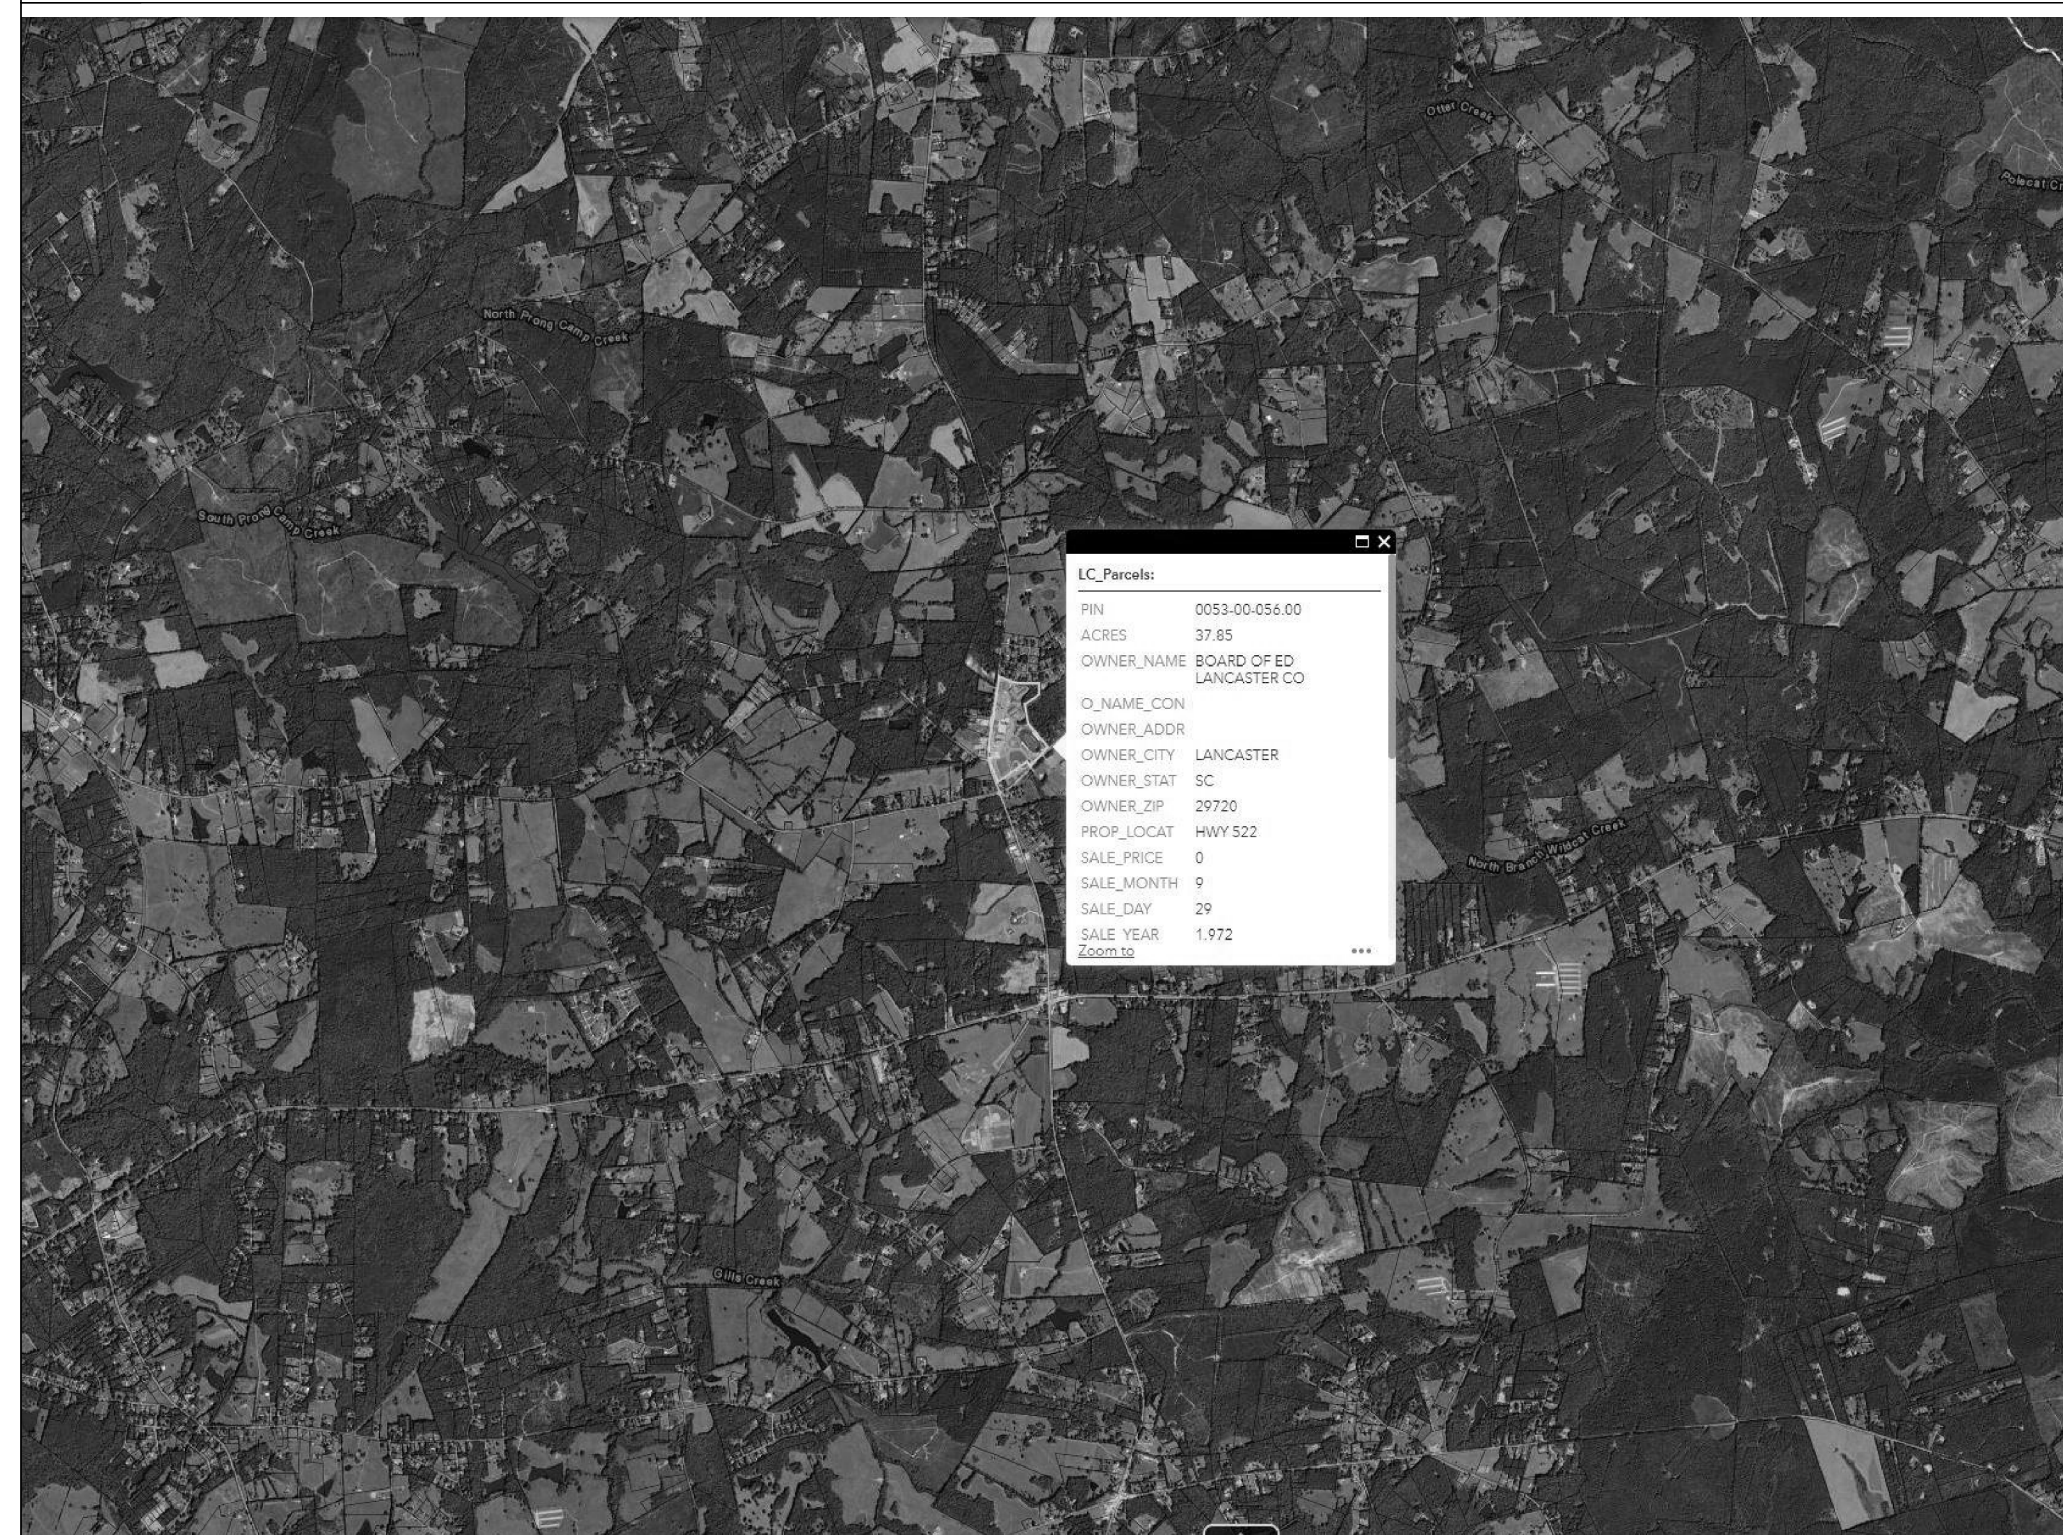 Otter Creek
Polecat Cr
North Prong Camp Creek
South Prong Camp Creek
LC_Parcels:
PIN 0053-00-056.00
ACRES 37.85
OWNER_NAME BOARD OF ED
LANCASTER CO
O_NAME_CON
OWNER_ADDR
OWNER_CITY LANCASTER
OWNER_STAT SC
OWNER_ZIP 29720
PROP_LOCAT HWY 522
SALE_PRICE 0
SALE_MONTH 9
SALE_DAY 29
SALE_YEAR 1.972
Zoom to
North Branch Wildcat Creek
Gills Creek